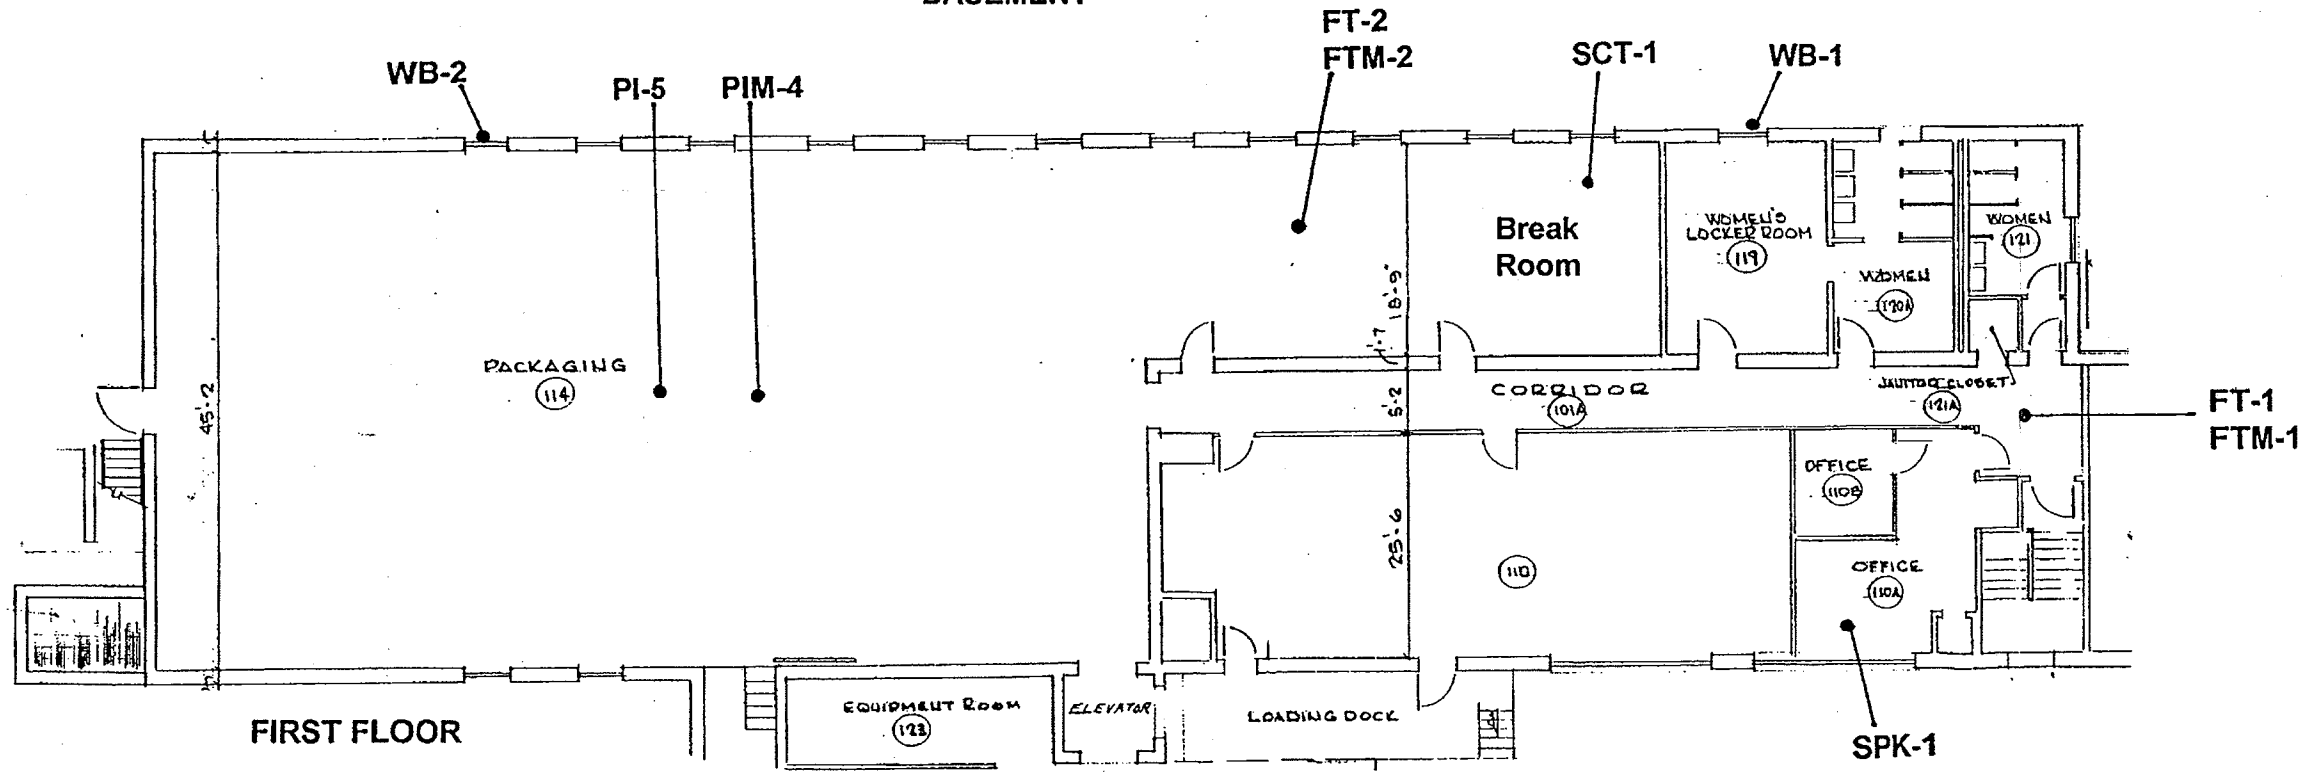 BASEMENT
FT-2
FTM-2
SCT-1
WB-1
WB-2
PI-5
PIM-4
Break
Room
WOMEN'S
LOCKER ROOM
119
WOMEN
121
WOMEN
120A
18'-9"
1'-7
PACKAGING
114
45'-2
CORRIDOR
101A
5'-2
JANITOR CLOSET
121A
FT-1
FTM-1
OFFICE
110B
25'-6
110
OFFICE
110A
EQUIPMENT ROOM
123
ELEVATOR
LOADING DOCK
FIRST FLOOR
SPK-1